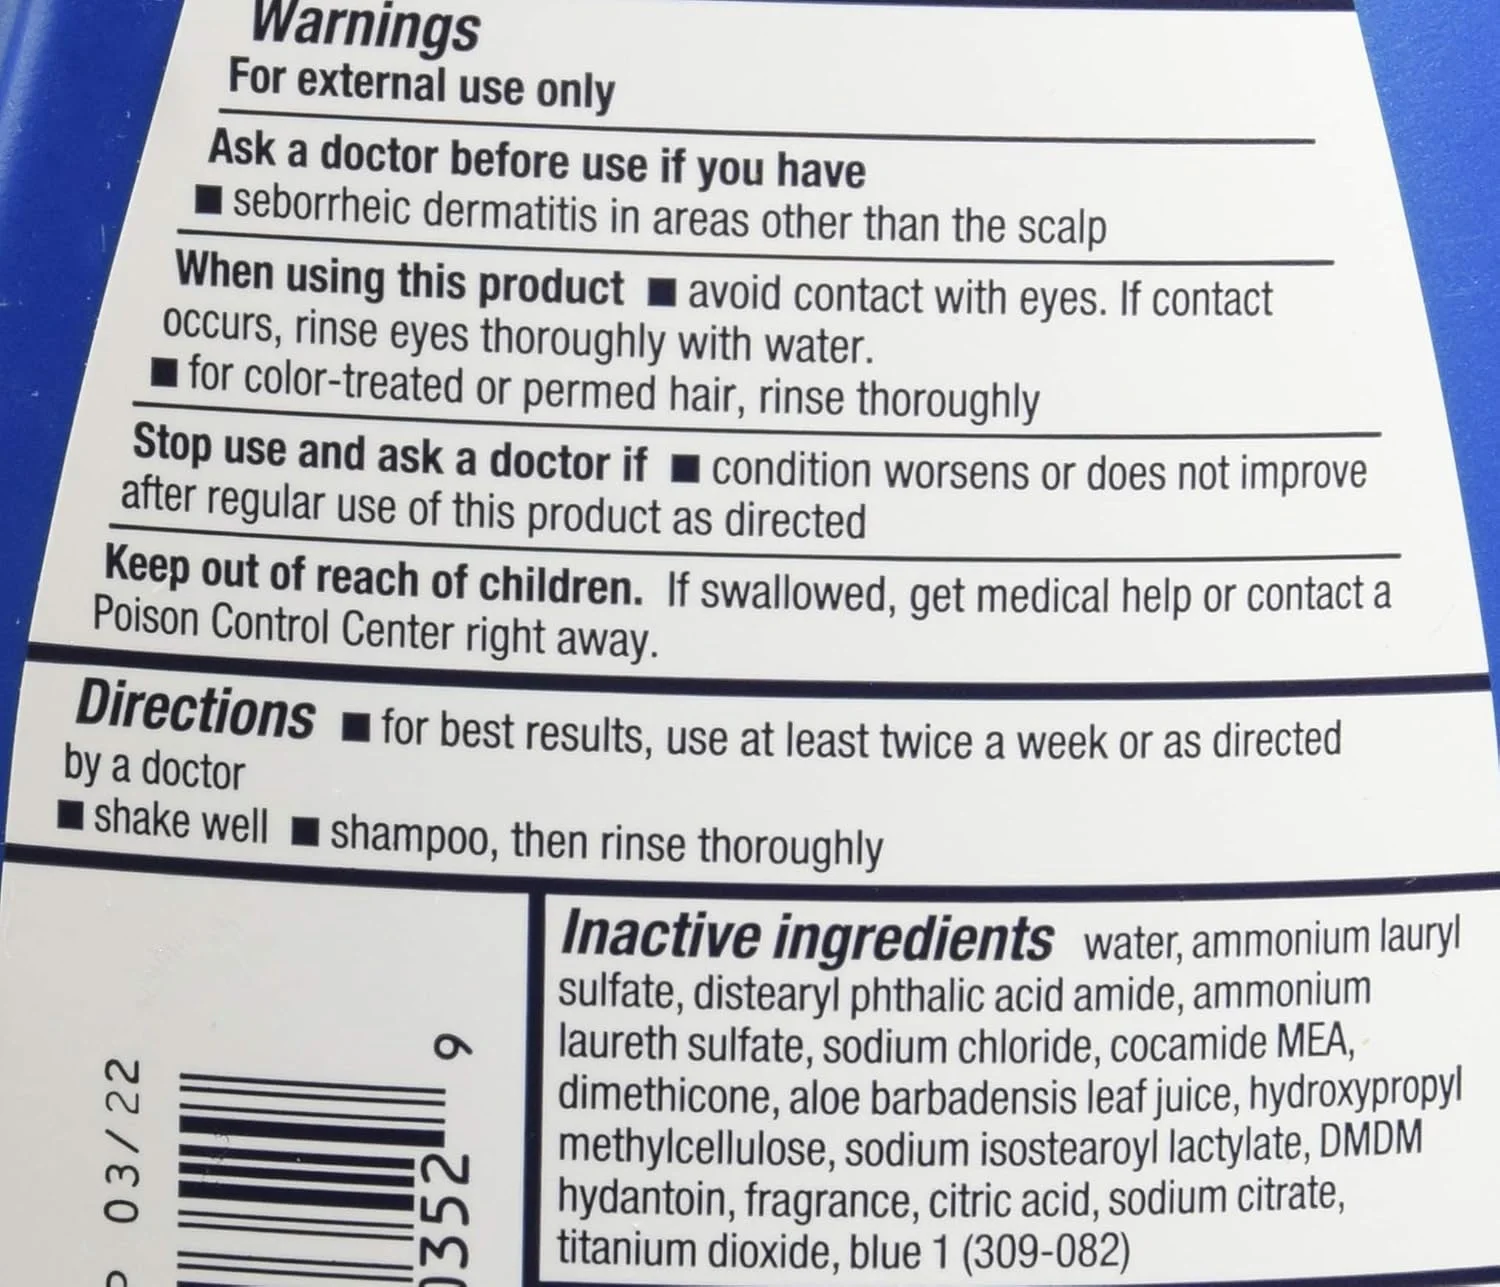 Warnings
For external use only
Ask a doctor before use if you have
■ seborrheic dermatitis in areas other than the scalp
When using this product ■ avoid contact with eyes. If contact
occurs, rinse eyes thoroughly with water.
■ for color-treated or permed hair, rinse thoroughly
Stop use and ask a doctor if ■ condition worsens or does not improve
after regular use of this product as directed
Keep out of reach of children. If swallowed, get medical help or contact a
Poison Control Center right away.
Directions ■ for best results, use at least twice a week or as directed
by a doctor
■ shake well ■ shampoo, then rinse thoroughly
Inactive ingredients water, ammonium lauryl
sulfate, distearyl phthalic acid amide, ammonium
laureth sulfate, sodium chloride, cocamide MEA,
dimethicone, aloe barbadensis leaf juice, hydroxypropyl
methylcellulose, sodium isostearoyl lactylate, DMDM
hydantoin, fragrance, citric acid, sodium citrate,
titanium dioxide, blue 1 (309-082)
03/22
352 9